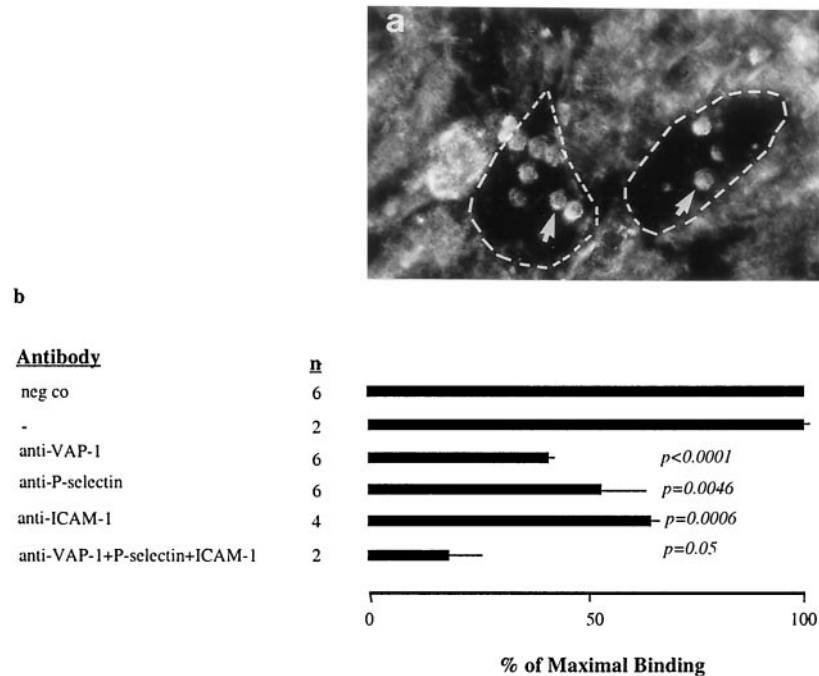 a
b
Antibody n
neg co 6
- 2
anti-VAP-1 6 p<0.0001
anti-P-selectin 6 p=0.0046
anti-ICAM-1 4 p=0.0006
anti-VAP-1+P-selectin+ICAM-1 2 p=0.05
0 50 100
% of Maximal Binding